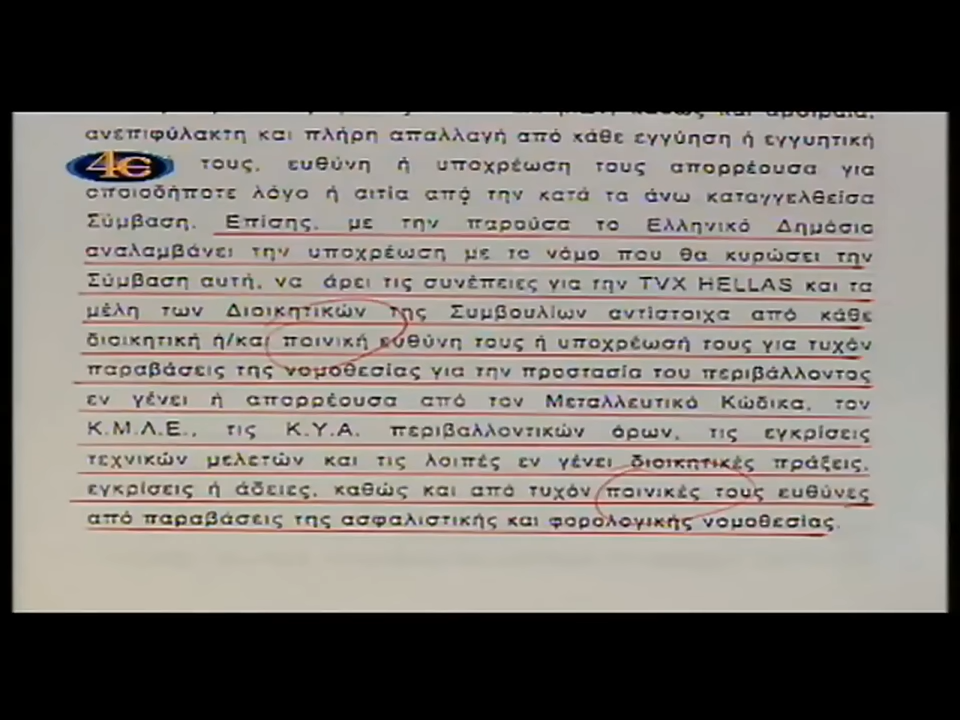 καθώς και αμοιβαία,
ανεπιφύλακτη και πλήρη απαλλαγή από κάθε εγγύηση ή εγγυητική
4ε τους, ευθύνη ή υποχρέωση τους απορρέουσα για
οποιοδήποτε λόγο ή αιτία από την κατά τα άνω καταγγελθείσα
Σύμβαση. Επίσης, με την παρούσα το Ελληνικό Δημόσιο
αναλαμβάνει την υποχρέωση με το νόμο που θα κυρώσει την
Σύμβαση αυτή, να άρει τις συνέπειες για την TVX HELLAS και τα
μέλη των Διοικητικών της Συμβουλίων αντίστοιχα από κάθε
διοικητική ή/και ποινική ευθύνη τους ή υποχρέωσή τους για τυχόν
παραβάσεις της νομοθεσίας για την προστασία του περιβάλλοντος
εν γένει ή απορρέουσα από τον Μεταλλευτικό Κώδικα, τον
Κ.Μ.Λ.Ε., τις Κ.Υ.Α. περιβαλλοντικών όρων, τις εγκρίσεις
τεχνικών μελετών και τις λοιπές εν γένει διοικητικές πράξεις,
εγκρίσεις ή άδειες, καθώς και από τυχόν ποινικές τους ευθύνες
από παραβάσεις της ασφαλιστικής και φορολογικής νομοθεσίας.